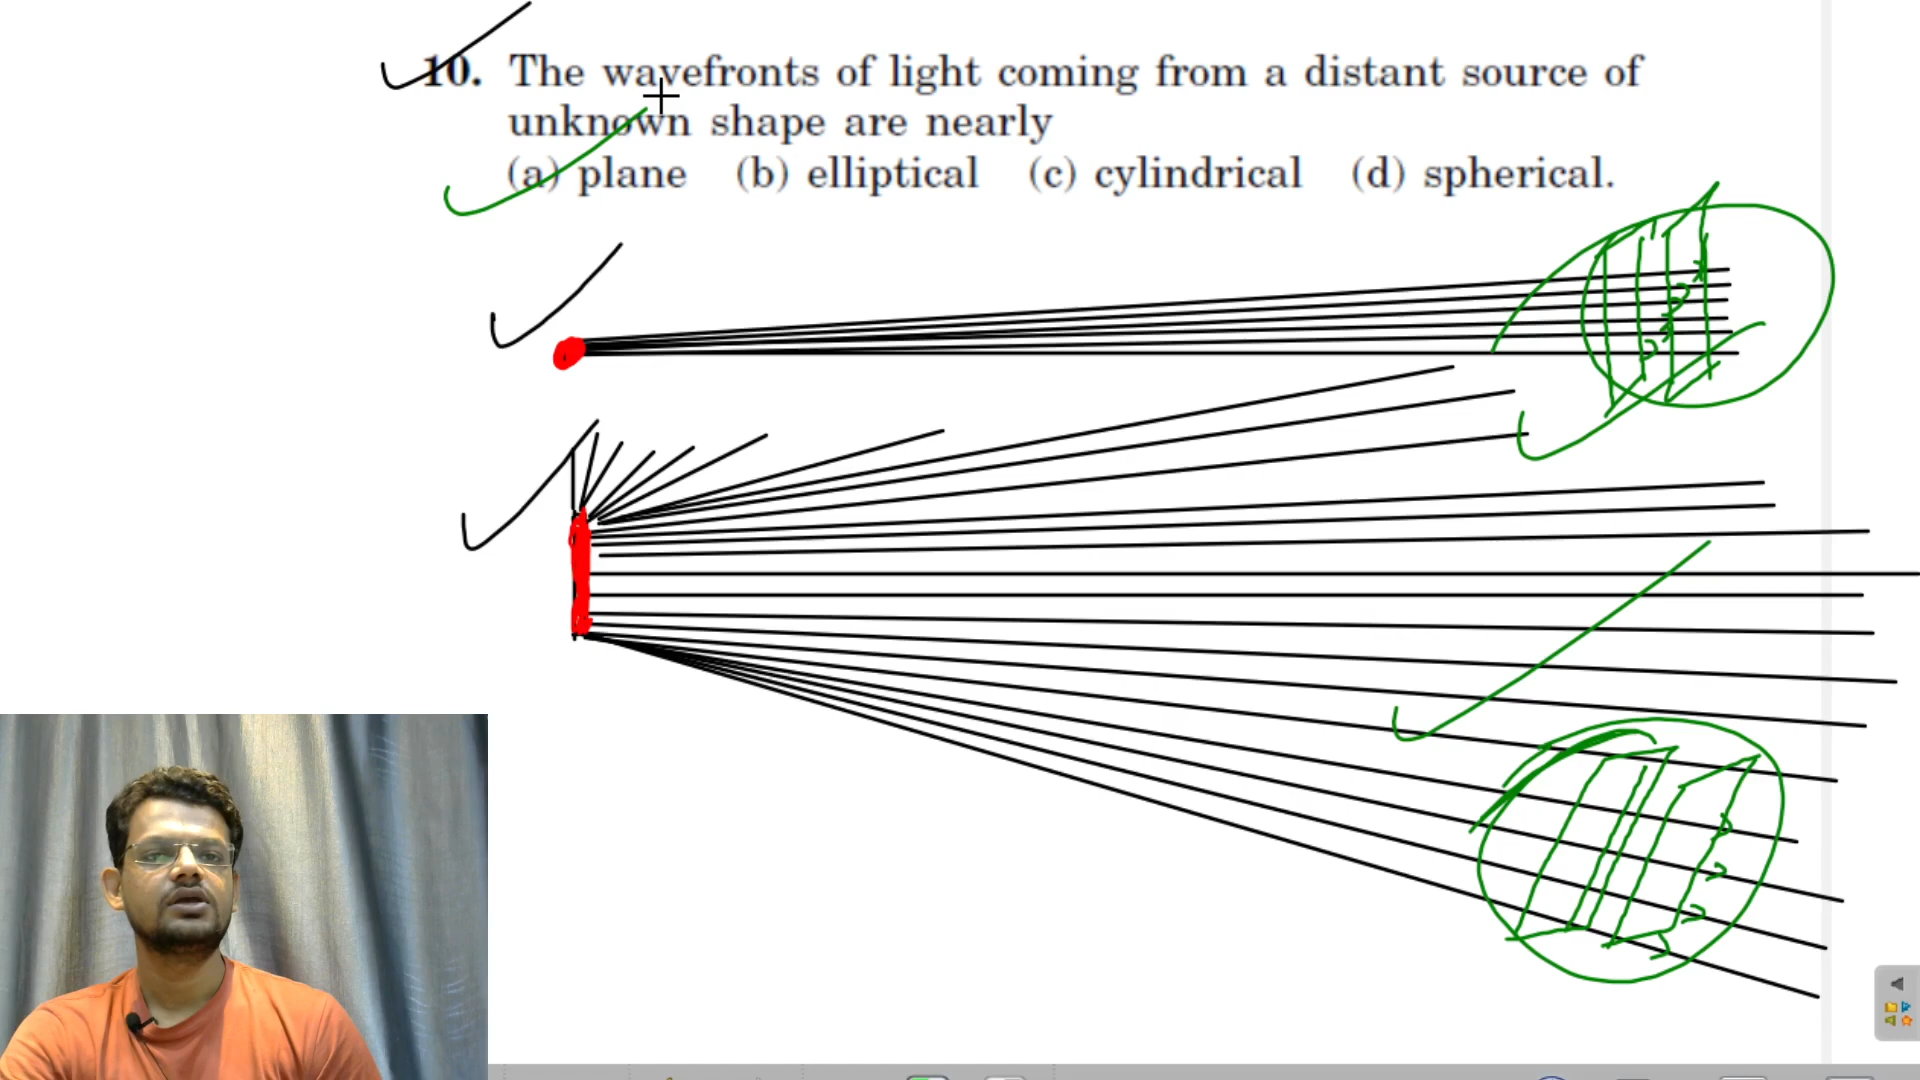 10. The wavefronts of light coming from a distant source of
unknown shape are nearly
(a) plane (b) elliptical (c) cylindrical (d) spherical.